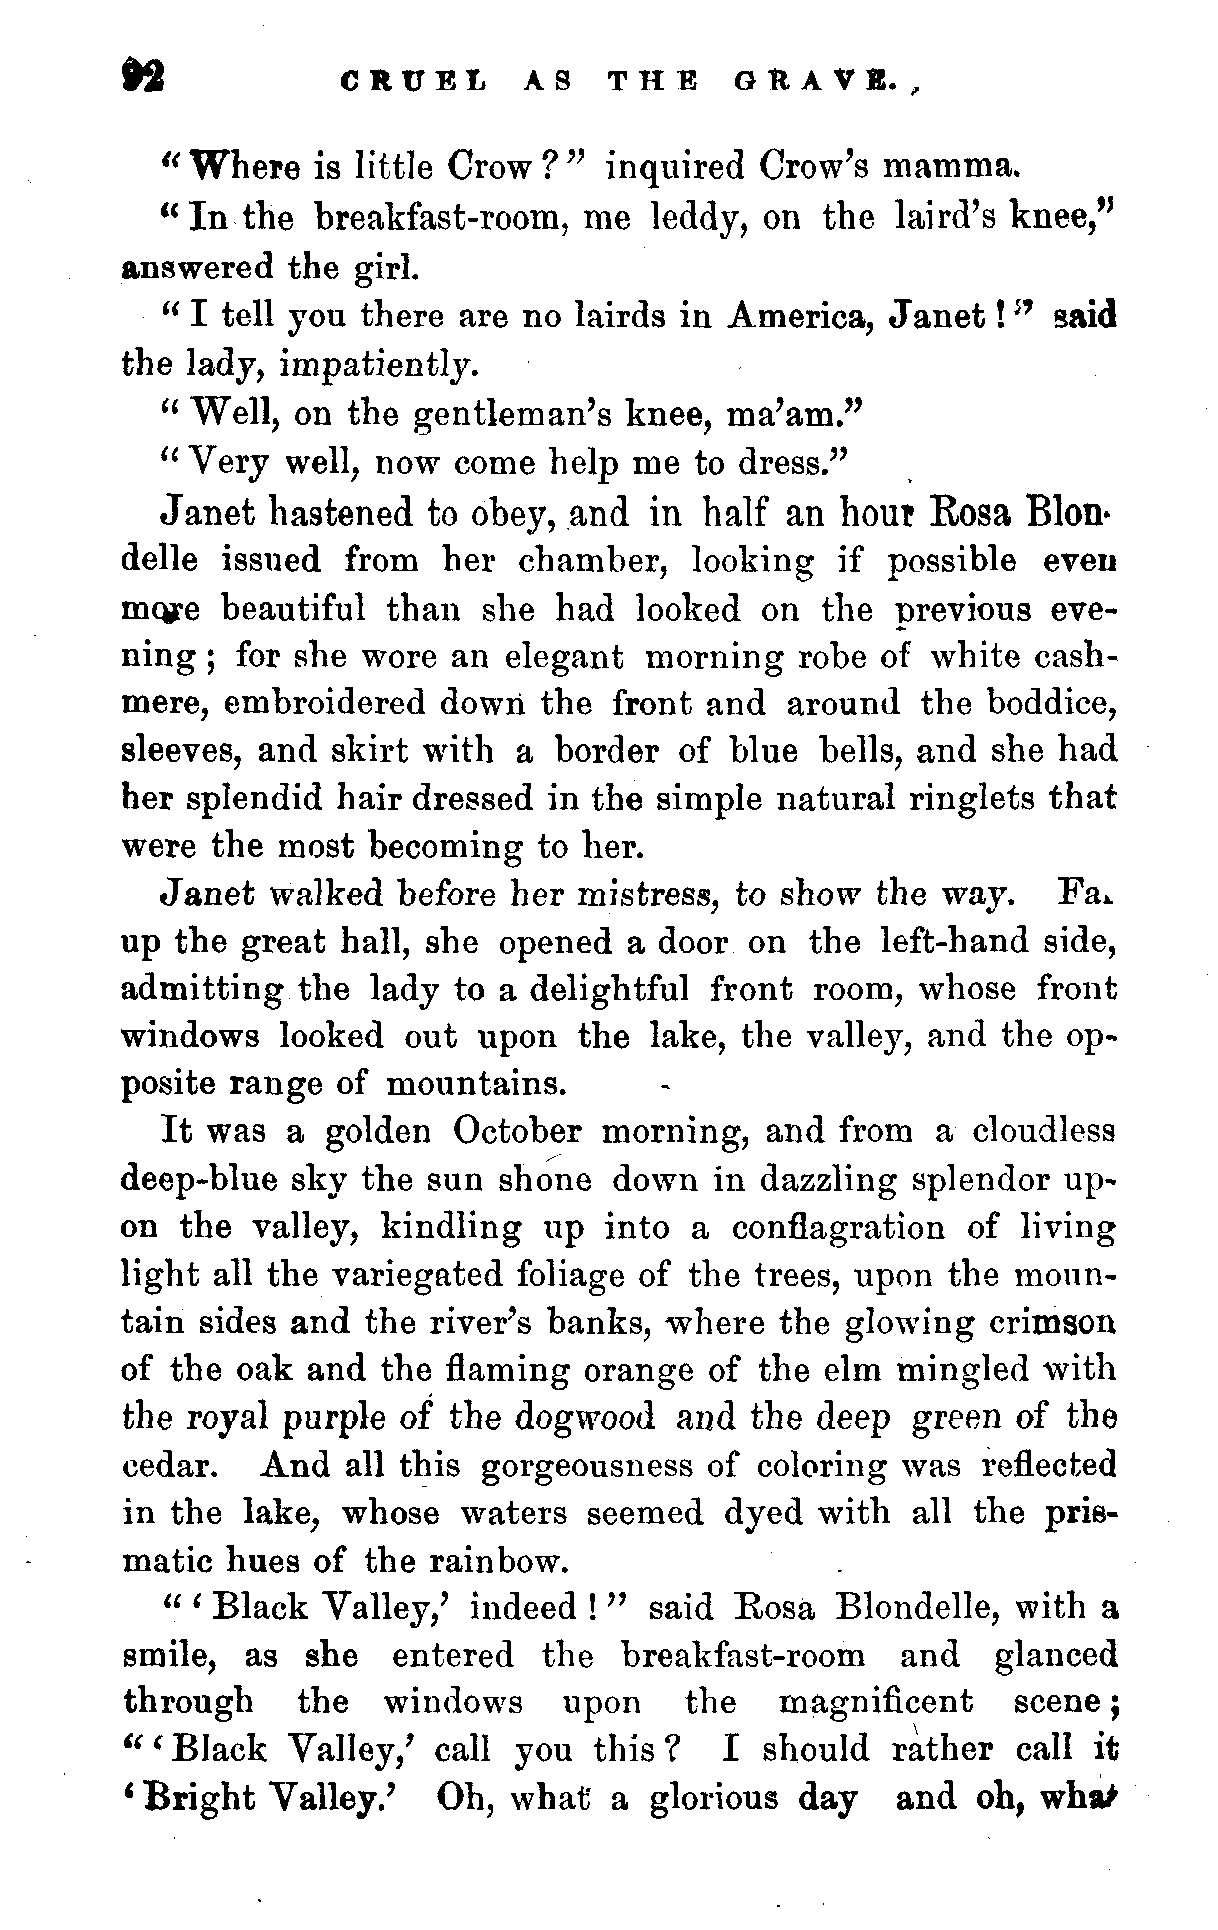 92 CRUEL AS THE GRAVE.
"Where is little Crow?" inquired Crow's mamma.
"In the breakfast-room, me leddy, on the laird's knee,"
answered the girl.
"I tell you there are no lairds in America, Janet!" said
the lady, impatiently.
"Well, on the gentleman's knee, ma'am."
"Very well, now come help me to dress."
Janet hastened to obey, and in half an hour Rosa Blon-
delle issued from her chamber, looking if possible even
more beautiful than she had looked on the previous eve-
ning; for she wore an elegant morning robe of white cash-
mere, embroidered down the front and around the boddice,
sleeves, and skirt with a border of blue bells, and she had
her splendid hair dressed in the simple natural ringlets that
were the most becoming to her.
Janet walked before her mistress, to show the way. Far
up the great hall, she opened a door on the left-hand side,
admitting the lady to a delightful front room, whose front
windows looked out upon the lake, the valley, and the op-
posite range of mountains.
It was a golden October morning, and from a cloudless
deep-blue sky the sun shone down in dazzling splendor up-
on the valley, kindling up into a conflagration of living
light all the variegated foliage of the trees, upon the moun-
tain sides and the river's banks, where the glowing crimson
of the oak and the flaming orange of the elm mingled with
the royal purple of the dogwood and the deep green of the
cedar. And all this gorgeousness of coloring was reflected
in the lake, whose waters seemed dyed with all the pris-
matic hues of the rainbow.
"'Black Valley,' indeed!" said Rosa Blondelle, with a
smile, as she entered the breakfast-room and glanced
through the windows upon the magnificent scene;
"'Black Valley,' call you this? I should rather call it
'Bright Valley.' Oh, what a glorious day and oh, what